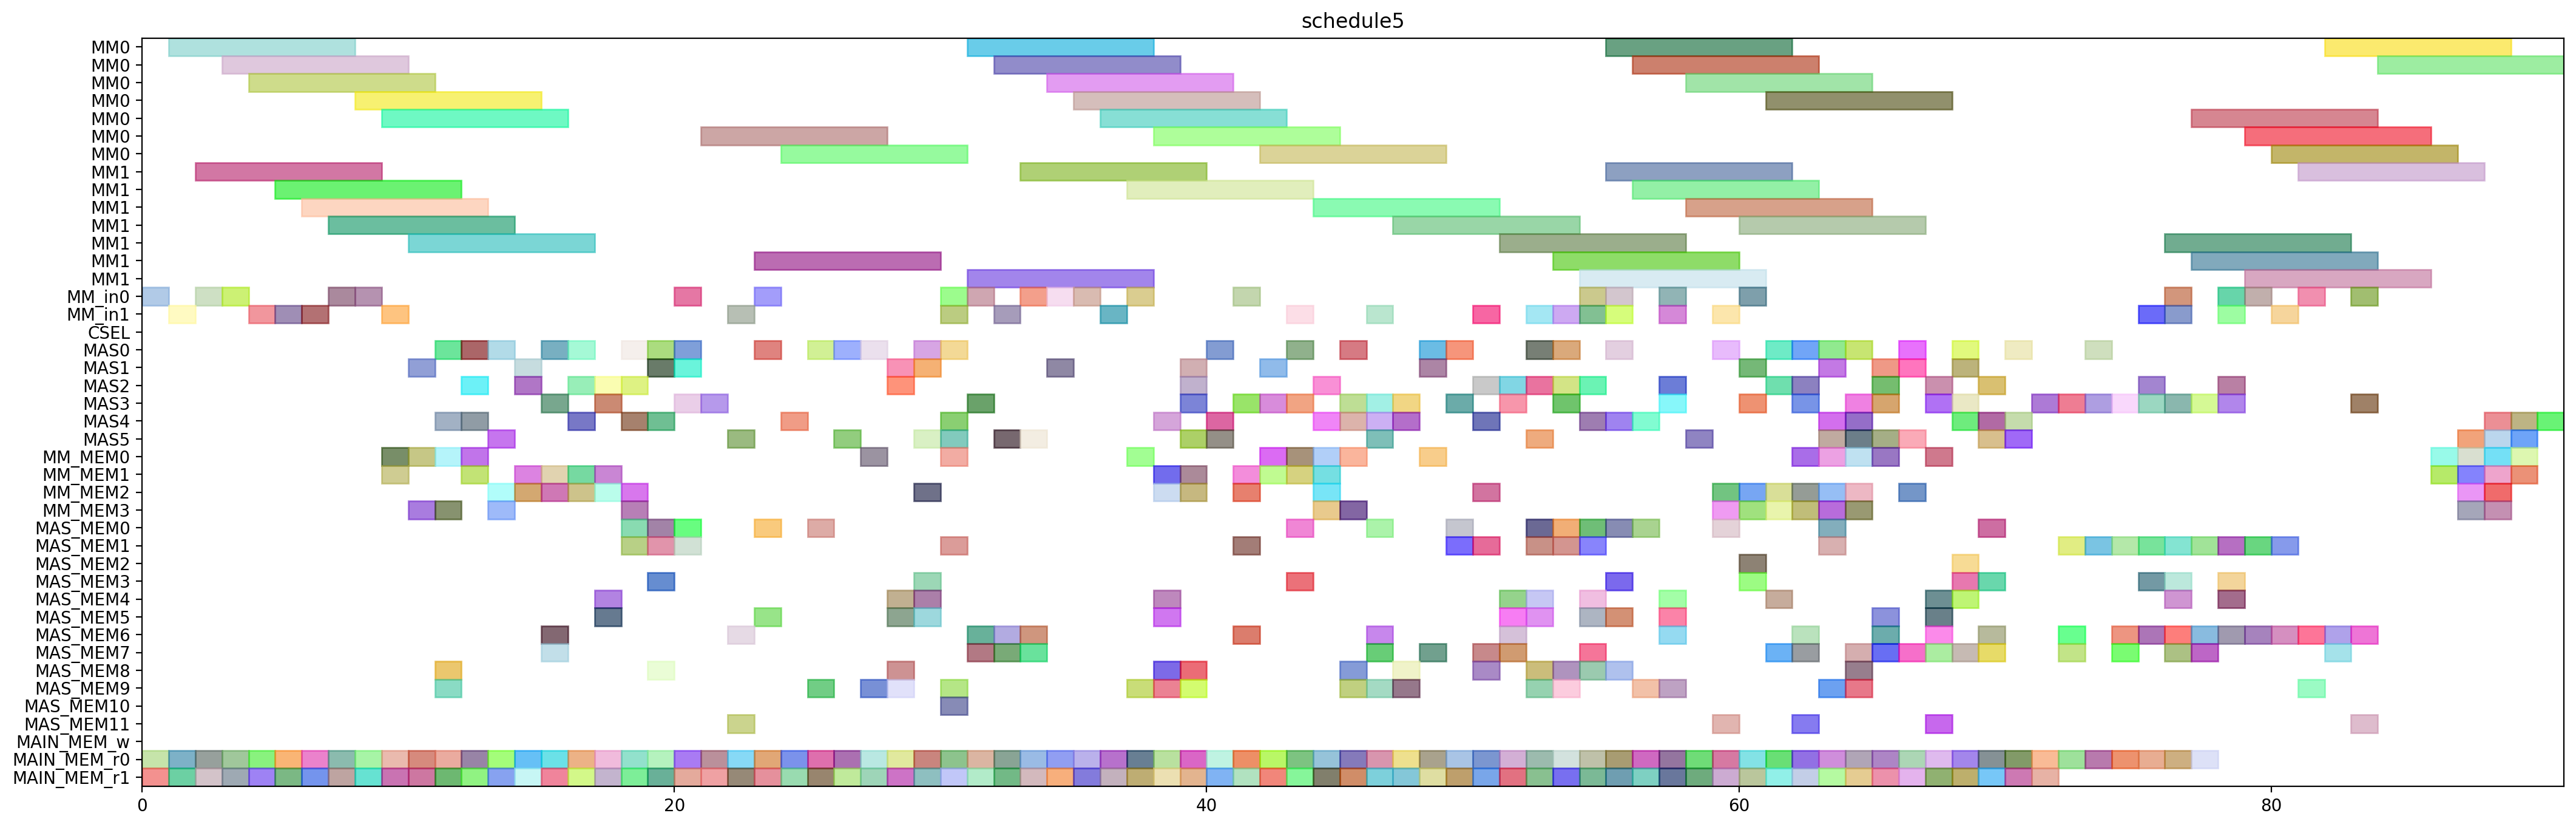 schedule5
MM0
MM0
MM0
MM0
MM0
MM0
MM0
MM1
MM1
MM1
MM1
MM1
MM1
MM1
MM_in0
MM_in1
CSEL
MAS0
MAS1
MAS2
MAS3
MAS4
MAS5
MM_MEM0
MM_MEM1
MM_MEM2
MM_MEM3
MAS_MEM0
MAS_MEM1
MAS_MEM2
MAS_MEM3
MAS_MEM4
MAS_MEM5
MAS_MEM6
MAS_MEM7
MAS_MEM8
MAS_MEM9
MAS_MEM10
MAS_MEM11
MAIN_MEM_w
MAIN_MEM_r0
MAIN_MEM_r1
0 20 40 60 80